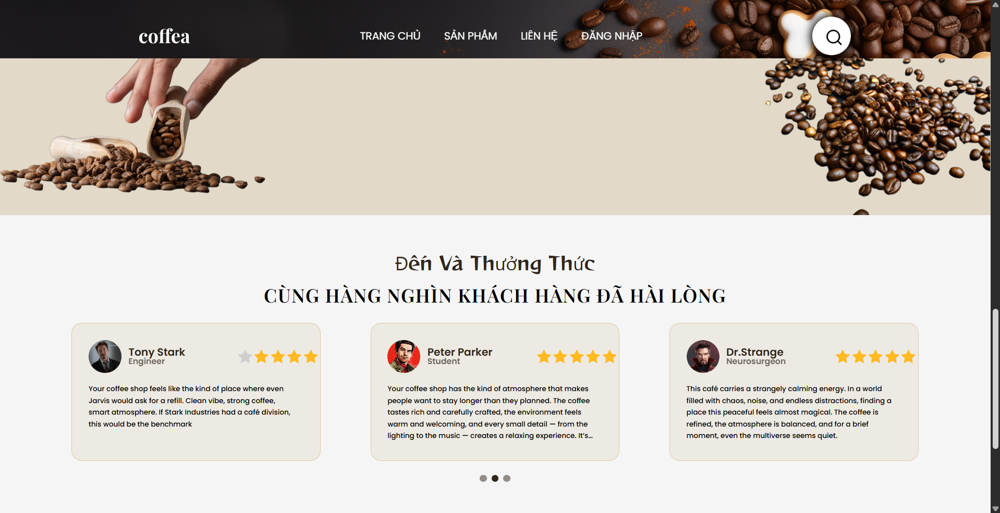 coffea
TRANG CHỦ
SẢN PHẨM
LIÊN HỆ
ĐĂNG NHẬP
Đến Và Thưởng Thức
CÙNG HÀNG NGHÌN KHÁCH HÀNG ĐÃ HÀI LÒNG
Tony Stark
Engineer
Your coffee shop feels like the kind of place where even
Jarvis would ask for a refill. Clean vibe, strong coffee,
smart atmosphere. If Stark Industries had a café division,
this would be the benchmark
Peter Parker
Student
Your coffee shop has the kind of atmosphere that makes
people want to stay longer than they planned. The coffee
tastes rich and carefully crafted, the environment feels
warm and welcoming, and every small detail — from the
lighting to the music — creates a relaxing experience. It's...
Dr.Strange
Neurosurgeon
This café carries a strangely calming energy. In a world
filled with chaos, noise, and endless distractions, finding a
place this peaceful feels almost magical. The coffee is
refined, the atmosphere is balanced, and for a brief
moment, even the multiverse seems quiet.